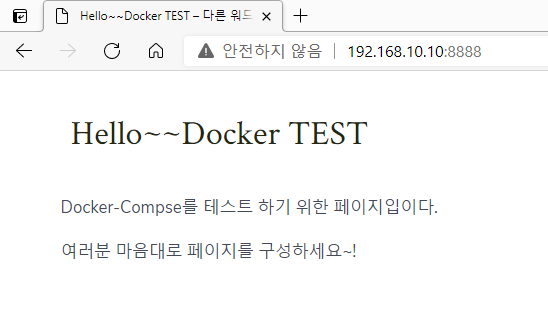 Hello~~Docker TEST – 다른 워드
안전하지 않음 | 192.168.10.10:8888
Hello~~Docker TEST
Docker-Compse를 테스트 하기 위한 페이지입이다.
여러분 마음대로 페이지를 구성하세요~!